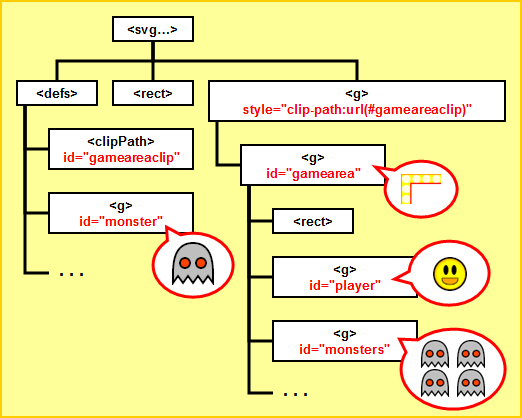 <svg...>
<defs>
<rect>
<g>
style="clip-path:url(#gameareaclip)"
<clipPath>
id="gameareaclip"
<g>
id="gamearea"
<g>
id="monster"
<rect>
<g>
id="player"
. . .
<g>
id="monsters"
. . .